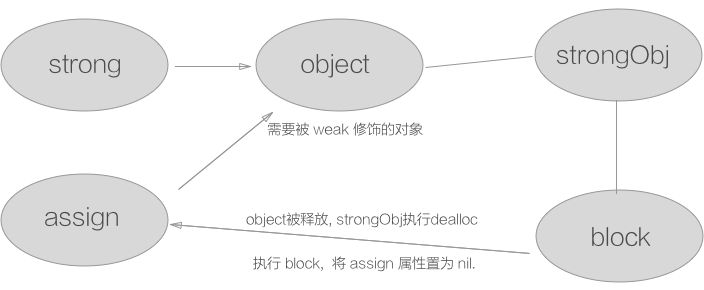 strong
object
strongObj
需要被 weak 修饰的对象
assign
object被释放, strongObj执行dealloc
block
执行 block, 将 assign 属性置为 nil.